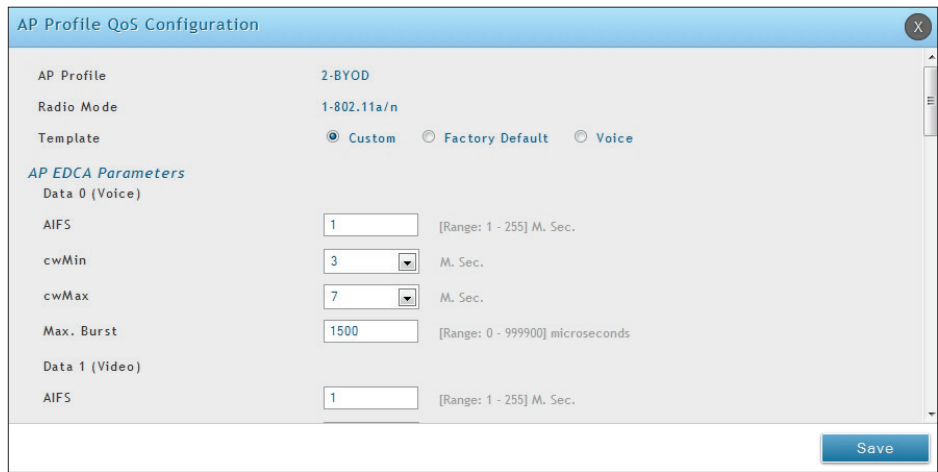 AP Profile QoS Configuration X
AP Profile 2-BYOD
Radio Mode 1-802.11a/n
Template Custom Factory Default Voice
AP EDCA Parameters
Data 0 (Voice)
AIFS 1 [Range: 1 - 255] M. Sec.
cwMin 3 M. Sec.
cwMax 7 M. Sec.
Max. Burst 1500 [Range: 0 - 999900] microseconds
Data 1 (Video)
AIFS 1 [Range: 1 - 255] M. Sec.
Save